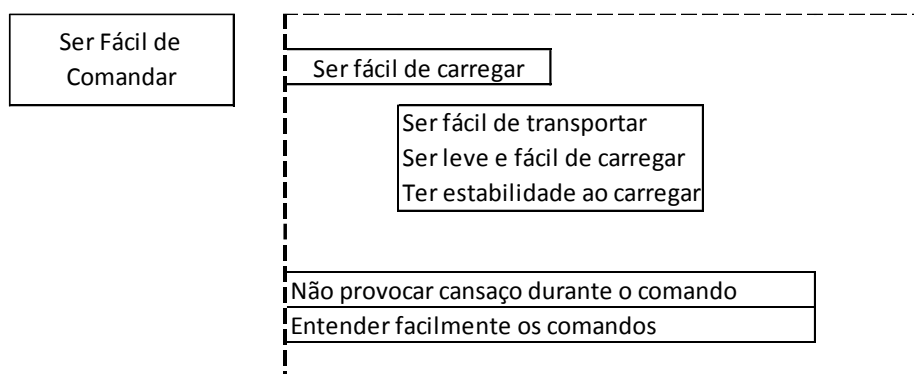 Ser Fácil de
Comandar
Ser fácil de carregar
Ser fácil de transportar
Ser leve e fácil de carregar
Ter estabilidade ao carregar
Não provocar cansaço durante o comando
Entender facilmente os comandos